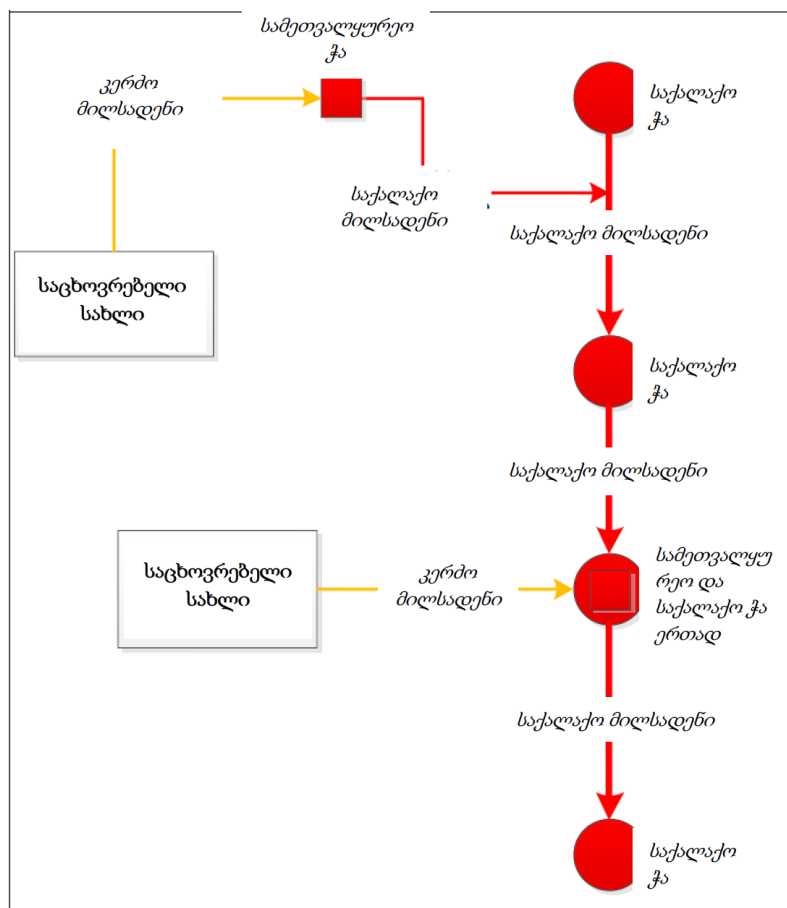 სამეთვალყურეო
ჭა
კერძო
მილსადენი
საქალაქო
ჭა
საქალაქო
მილსადენი
საქალაქო მილსადენი
საცხოვრებელი
სახლი
საქალაქო
ჭა
საქალაქო მილსადენი
საცხოვრებელი
სახლი
კერძო
მილსადენი
სამეთვალყუ
რეო და
საქალაქო ჭა
ერთად
საქალაქო მილსადენი
საქალაქო
ჭა